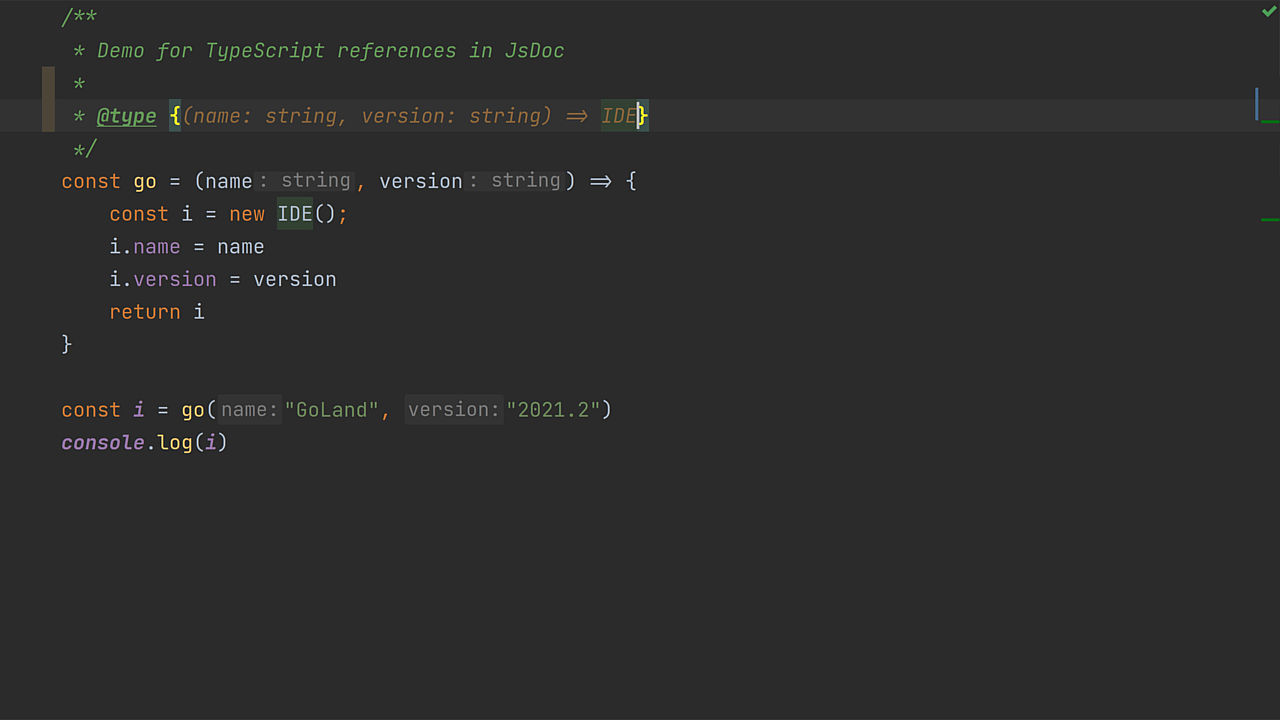 /**
* Demo for TypeScript references in JsDoc
*
* @type {(name: string, version: string) => IDE}
*/
const go = (name: string, version: string) => {
const i = new IDE();
i.name = name
i.version = version
return i
}
const i = go(name:"GoLand", version:"2021.2")
console.log(i)